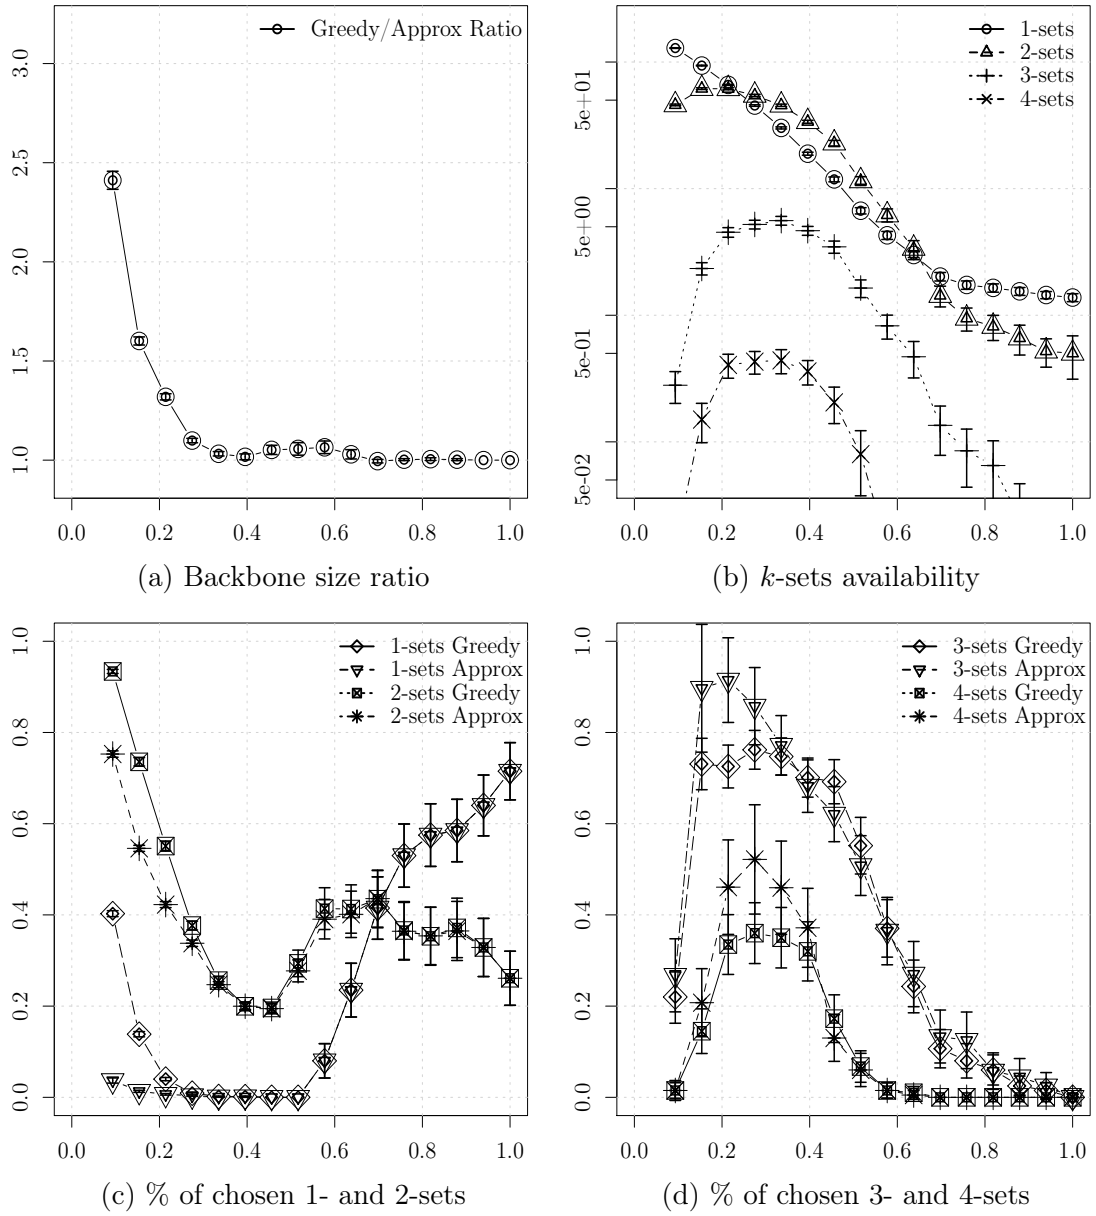 Greedy/Approx Ratio
3.0
2.5
2.0
1.5
1.0
0.0 0.2 0.4 0.6 0.8 1.0
(a) Backbone size ratio
1-sets
2-sets
3-sets
4-sets
5e+01
5e+00
5e-01
5e-02
0.0 0.2 0.4 0.6 0.8 1.0
(b) k-sets availability
1-sets Greedy
1-sets Approx
2-sets Greedy
2-sets Approx
1.0
0.8
0.6
0.4
0.2
0.0
0.0 0.2 0.4 0.6 0.8 1.0
(c) % of chosen 1- and 2-sets
3-sets Greedy
3-sets Approx
4-sets Greedy
4-sets Approx
1.0
0.8
0.6
0.4
0.2
0.0
0.0 0.2 0.4 0.6 0.8 1.0
(d) % of chosen 3- and 4-sets